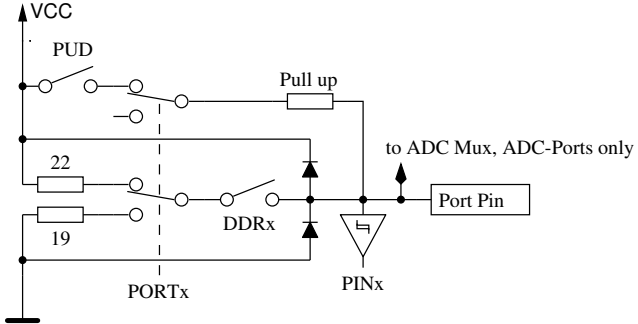 VCC
PUD
Pull up
to ADC Mux, ADC-Ports only
22
Port Pin
19
DDRx
PINx
PORTx